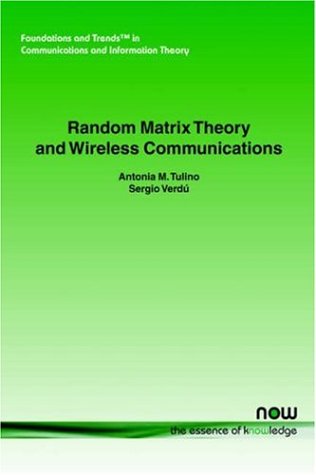 Foundations and Trends™ in
Communications and Information Theory
Random Matrix Theory
and Wireless Communications
Antonia M. Tulino
Sergio Verdú
now
the essence of knowledge